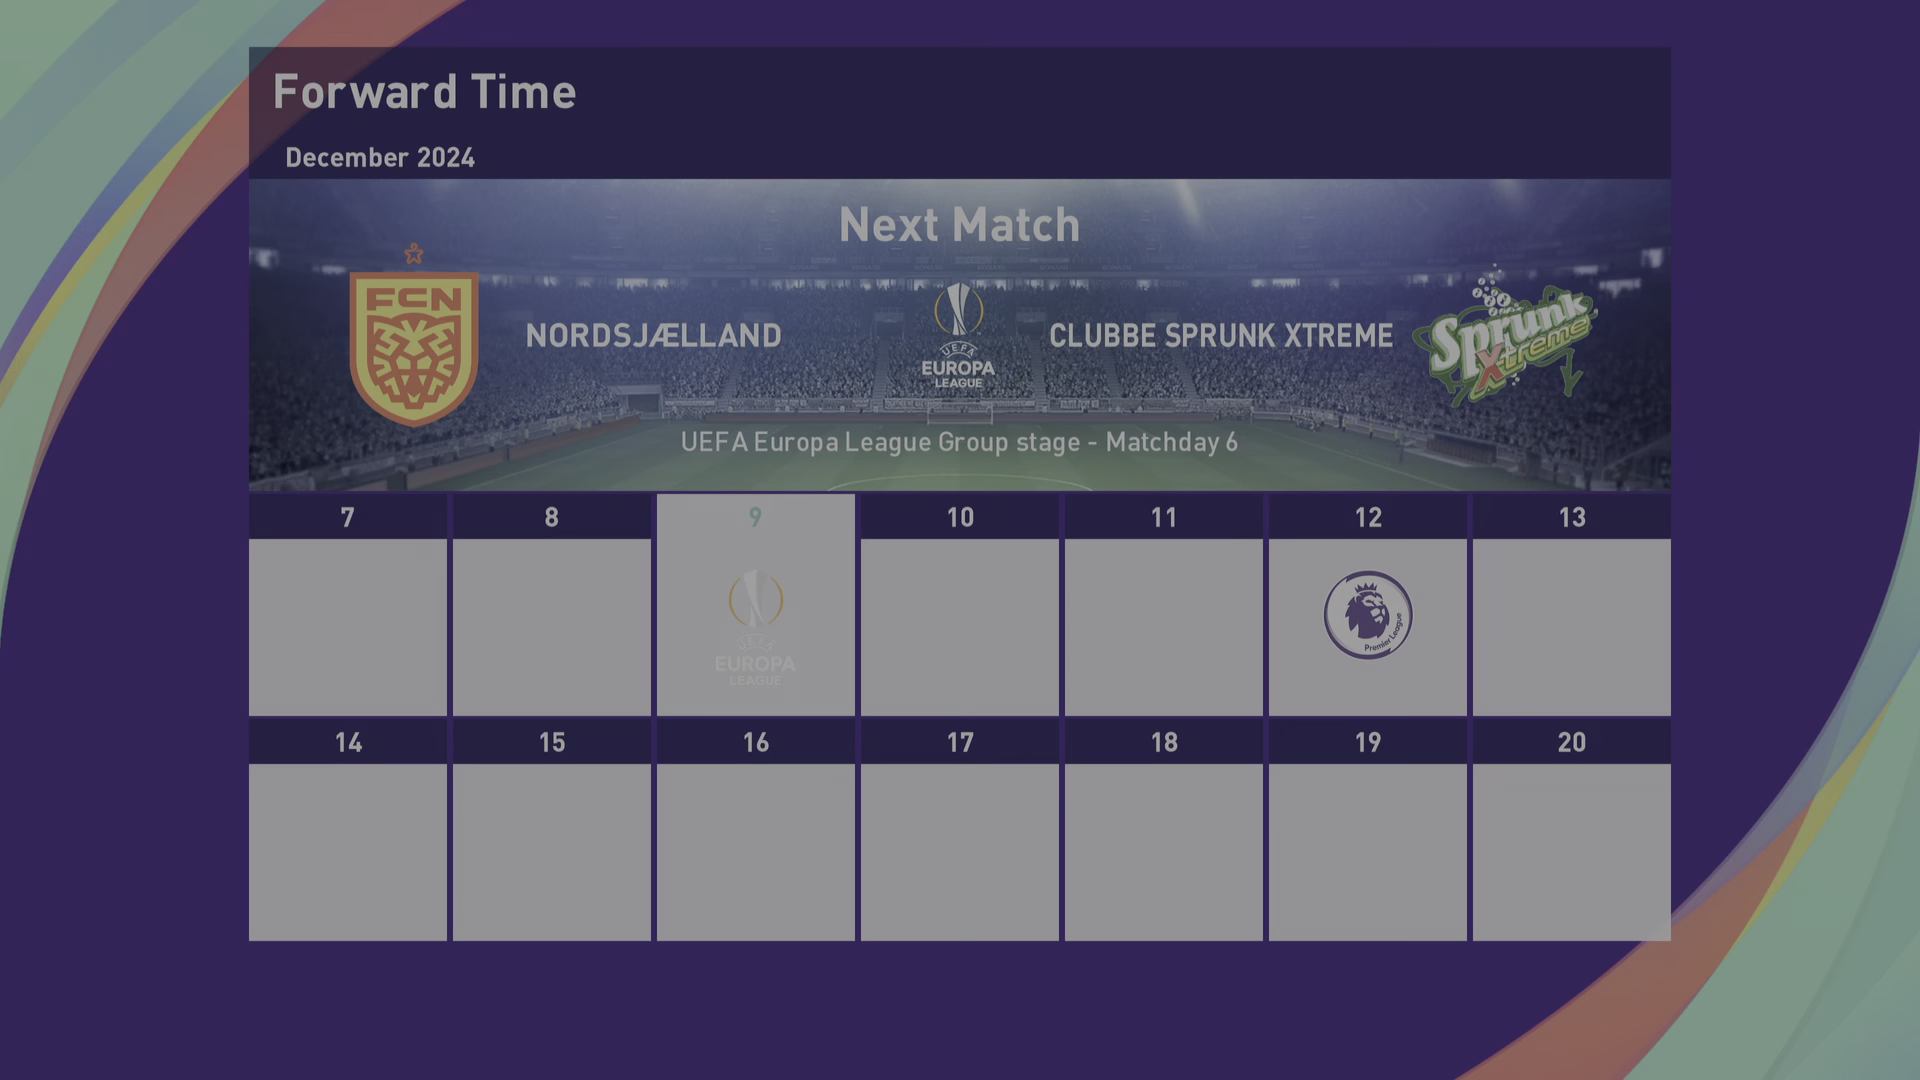 Forward Time
December 2024
Next Match
FCN
NORDSJÆLLAND
UEFA
EUROPA
LEAGUE
CLUBBE SPRUNK XTREME
Sprunk
Xtreme
UEFA Europa League Group stage - Matchday 6
7 8 9 10 11 12 13
UEFA
EUROPA
LEAGUE
Premier League
14 15 16 17 18 19 20